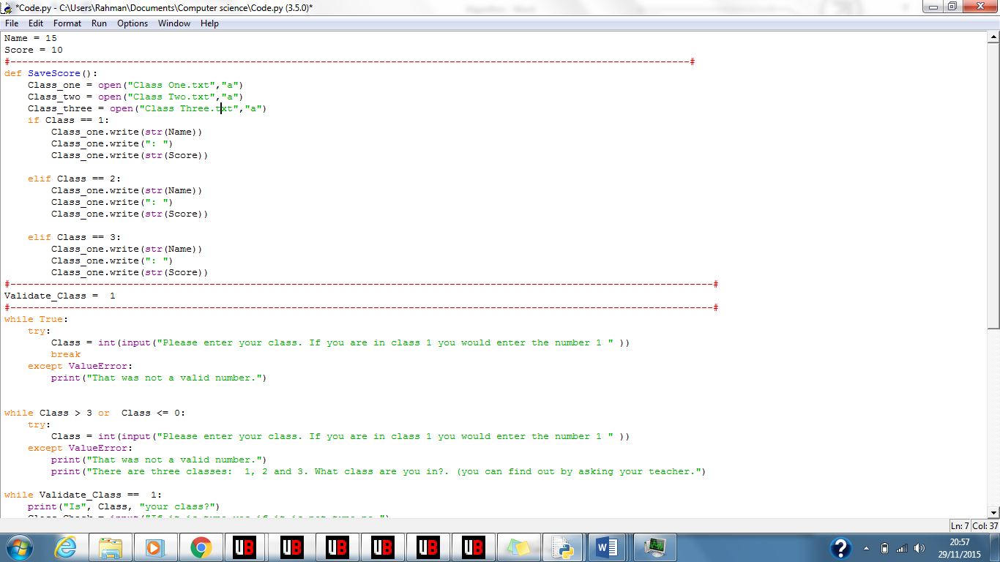 *Code.py - C:\Users\Rahman\Documents\Computer science\Code.py (3.5.0)*
File Edit Format Run Options Window Help
Name = 15
Score = 10
#--------------------------------------------------------------------------------------------------------------------#
def SaveScore():
    Class_one = open("Class One.txt","a")
    Class_two = open("Class Two.txt","a")
    Class_three = open("Class Three.txt","a")
    if Class == 1:
        Class_one.write(str(Name))
        Class_one.write(": ")
        Class_one.write(str(Score))
    elif Class == 2:
        Class_one.write(str(Name))
        Class_one.write(": ")
        Class_one.write(str(Score))
    elif Class == 3:
        Class_one.write(str(Name))
        Class_one.write(": ")
        Class_one.write(str(Score))
#------------------------------------------------------------------------------------------------------------------------#
Validate_Class =  1
#------------------------------------------------------------------------------------------------------------------------#
while True:
    try:
        Class = int(input("Please enter your class. If you are in class 1 you would enter the number 1 " ))
        break
    except ValueError:
        print("That was not a valid number.")
while Class > 3 or  Class <= 0:
    try:
        Class = int(input("Please enter your class. If you are in class 1 you would enter the number 1 " ))
    except ValueError:
        print("That was not a valid number.")
        print("There are three classes:  1, 2 and 3. What class are you in?. (you can find out by asking your teacher.")
while Validate_Class ==  1:
    print("Is", Class, "your class?")
Ln: 7 Col: 37
20:57
29/11/2015